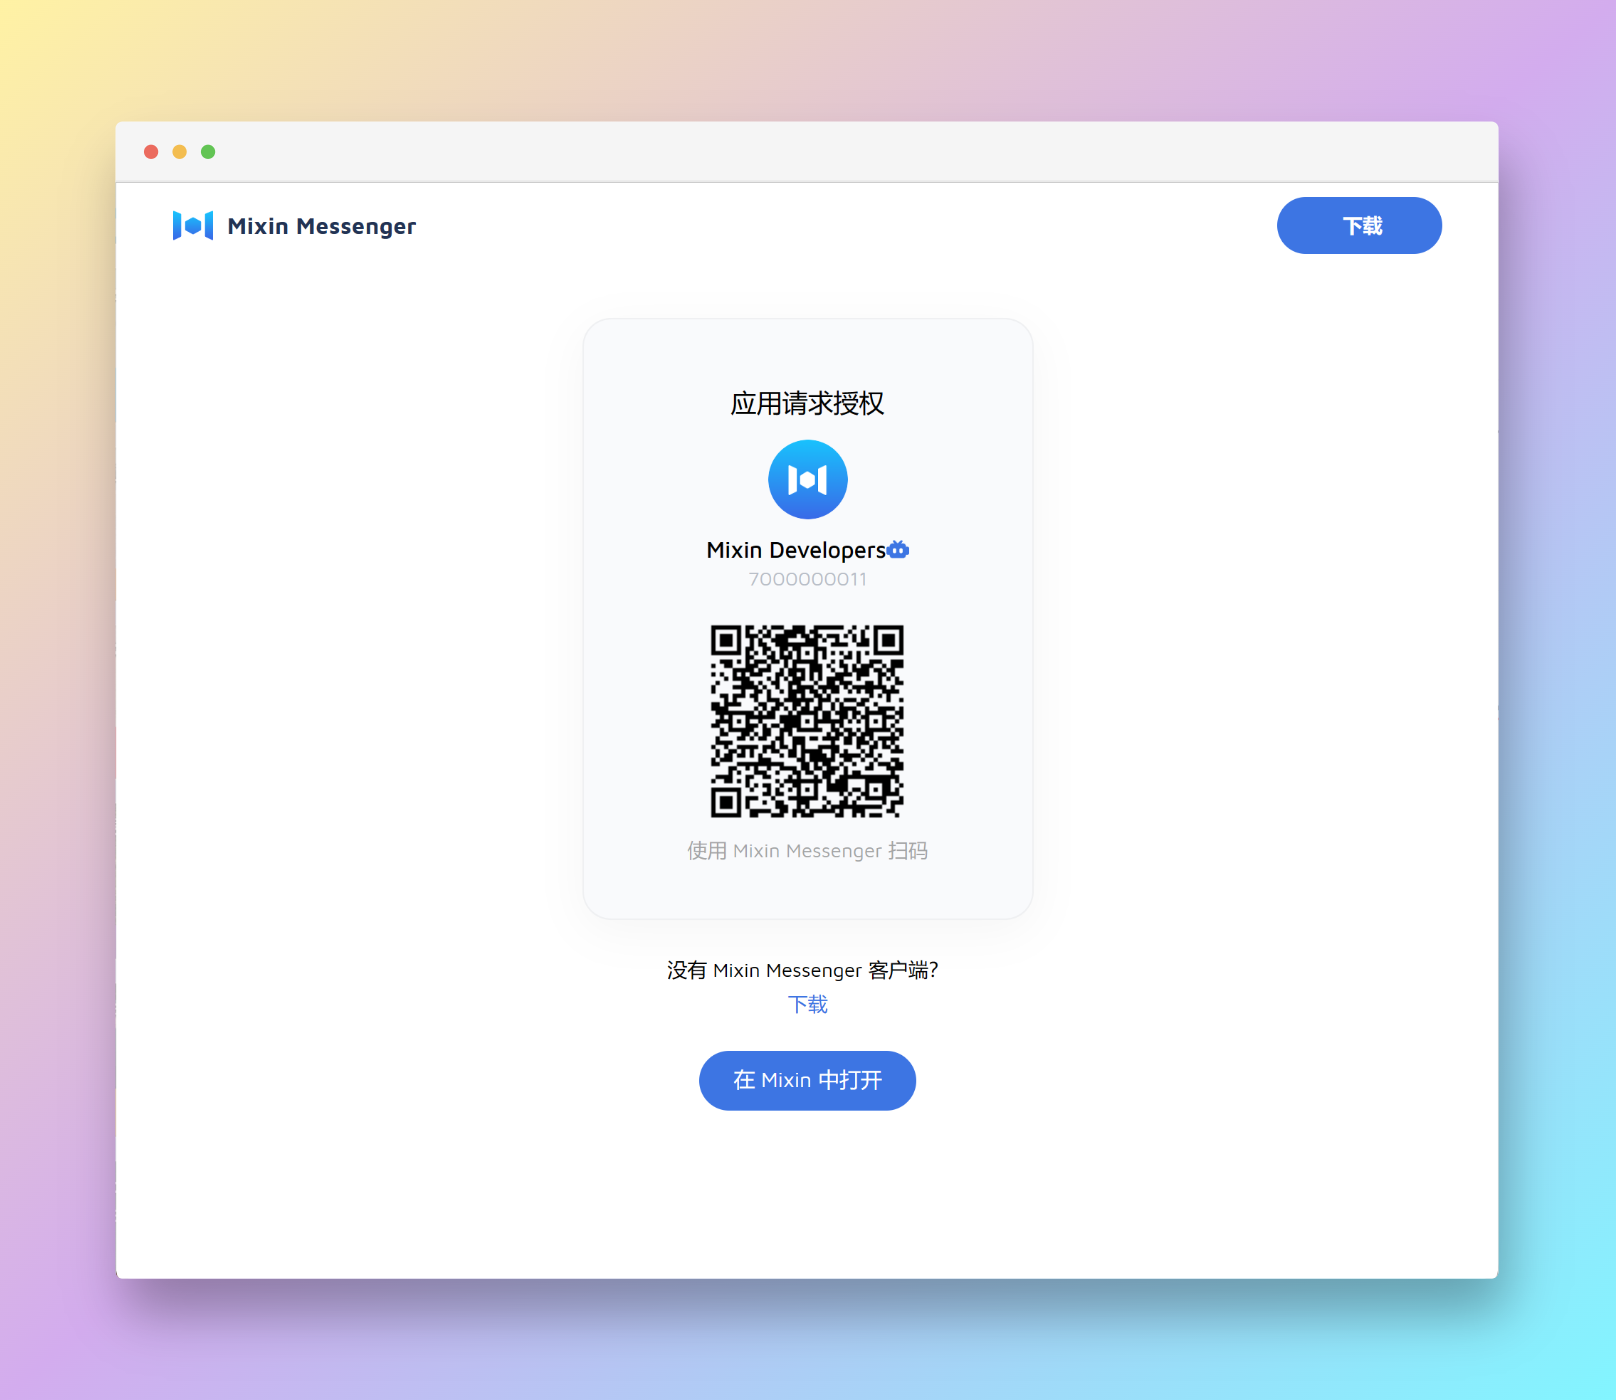 Mixin Messenger
下载
应用请求授权
Mixin Developers
7000000011
使用 Mixin Messenger 扫码
没有 Mixin Messenger 客户端?
下载
在 Mixin 中打开